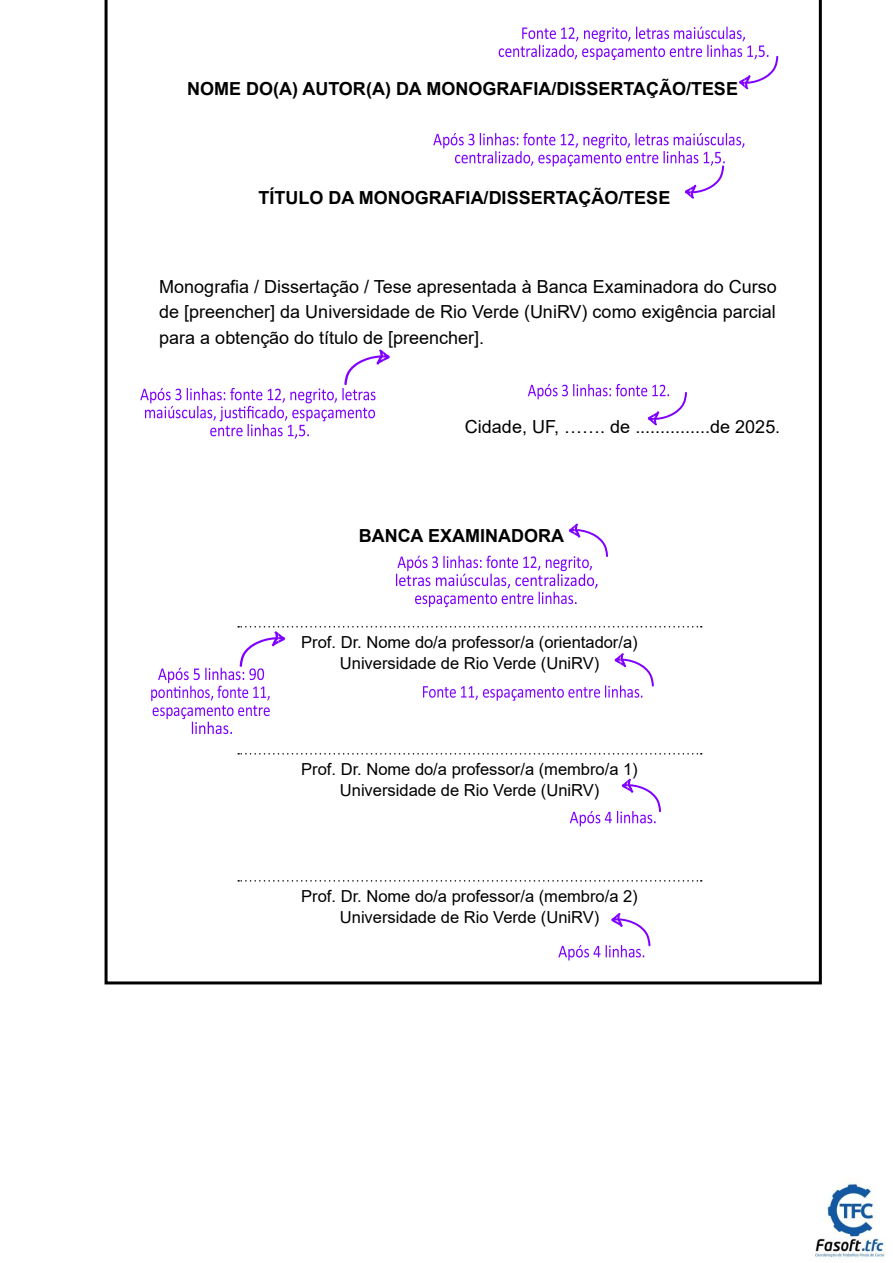 Fonte 12, negrito, letras maiúsculas,
centralizado, espaçamento entre linhas 1,5.
NOME DO(A) AUTOR(A) DA MONOGRAFIA/DISSERTAÇÃO/TESE
Após 3 linhas: fonte 12, negrito, letras maiúsculas,
centralizado, espaçamento entre linhas 1,5.
TÍTULO DA MONOGRAFIA/DISSERTAÇÃO/TESE
Monografia / Dissertação / Tese apresentada à Banca Examinadora do Curso
de [preencher] da Universidade de Rio Verde (UniRV) como exigência parcial
para a obtenção do título de [preencher].
Após 3 linhas: fonte 12, negrito, letras
maiúsculas, justificado, espaçamento
entre linhas 1,5.
Após 3 linhas: fonte 12.
Cidade, UF, ……. de ...............de 2025.
BANCA EXAMINADORA
Após 3 linhas: fonte 12, negrito,
letras maiúsculas, centralizado,
espaçamento entre linhas.
Prof. Dr. Nome do/a professor/a (orientador/a)
Universidade de Rio Verde (UniRV)
Após 5 linhas: 90
pontinhos, fonte 11,
espaçamento entre
linhas.
Fonte 11, espaçamento entre linhas.
Prof. Dr. Nome do/a professor/a (membro/a 1)
Universidade de Rio Verde (UniRV)
Após 4 linhas.
Prof. Dr. Nome do/a professor/a (membro/a 2)
Universidade de Rio Verde (UniRV)
Após 4 linhas.
TFC
Fasoft.tfc